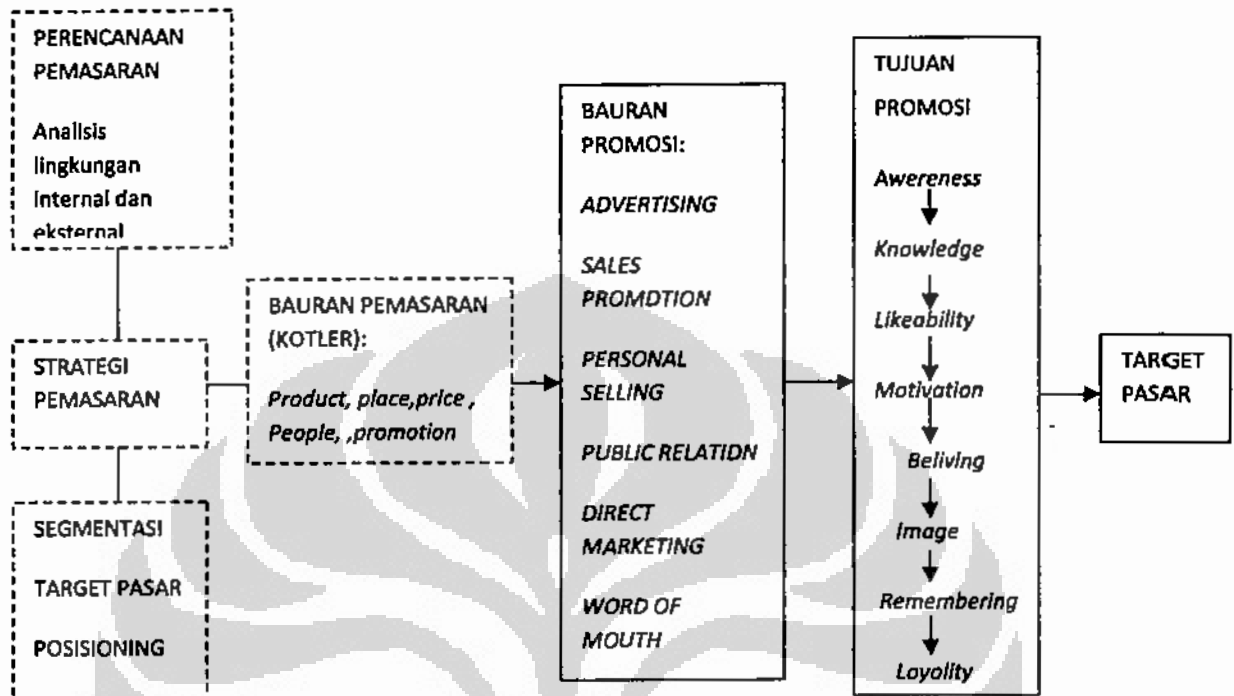 PERENCANAAN
PEMASARAN
Analisis
lingkungan
Internal dan
eksternal
STRATEGI
PEMASARAN
SEGMENTASI
TARGET PASAR
POSISIONING
BAURAN PEMASARAN
(KOTLER):
Product, place,price ,
People, ,promotion
BAURAN
PROMOSI:
ADVERTISING
SALES
PROMOTION
PERSONAL
SELLING
PUBLIC RELATION
DIRECT
MARKETING
WORD OF
MOUTH
TUJUAN
PROMOSI
Awereness
Knowledge
Likeability
Motivation
Beliving
Image
Remembering
Loyolity
TARGET
PASAR